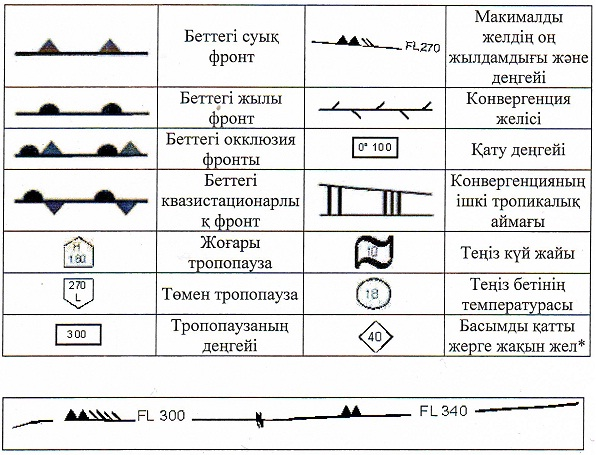 Беттегі суық
фронт
FL270
Макималды
желдің оң
жылдамдығы және
деңгейі
Беттегі жылы
фронт
Конвергенция
желісі
Беттегі окклюзия
фронты
0° 100
Қату деңгейі
Беттегі
квазистационарлы
қ фронт
Конвергенцияның
ішкі тропикалық
аймағы
H
180
Жоғары
тропопауза
10
Теңіз күй жайы
270
L
Төмен тропопауза
18
Теңіз бетінің
температурасы
300
Тропопаузаның
деңгейі
40
Басымды қатты
жерге жақын жел*
FL 300
FL 340